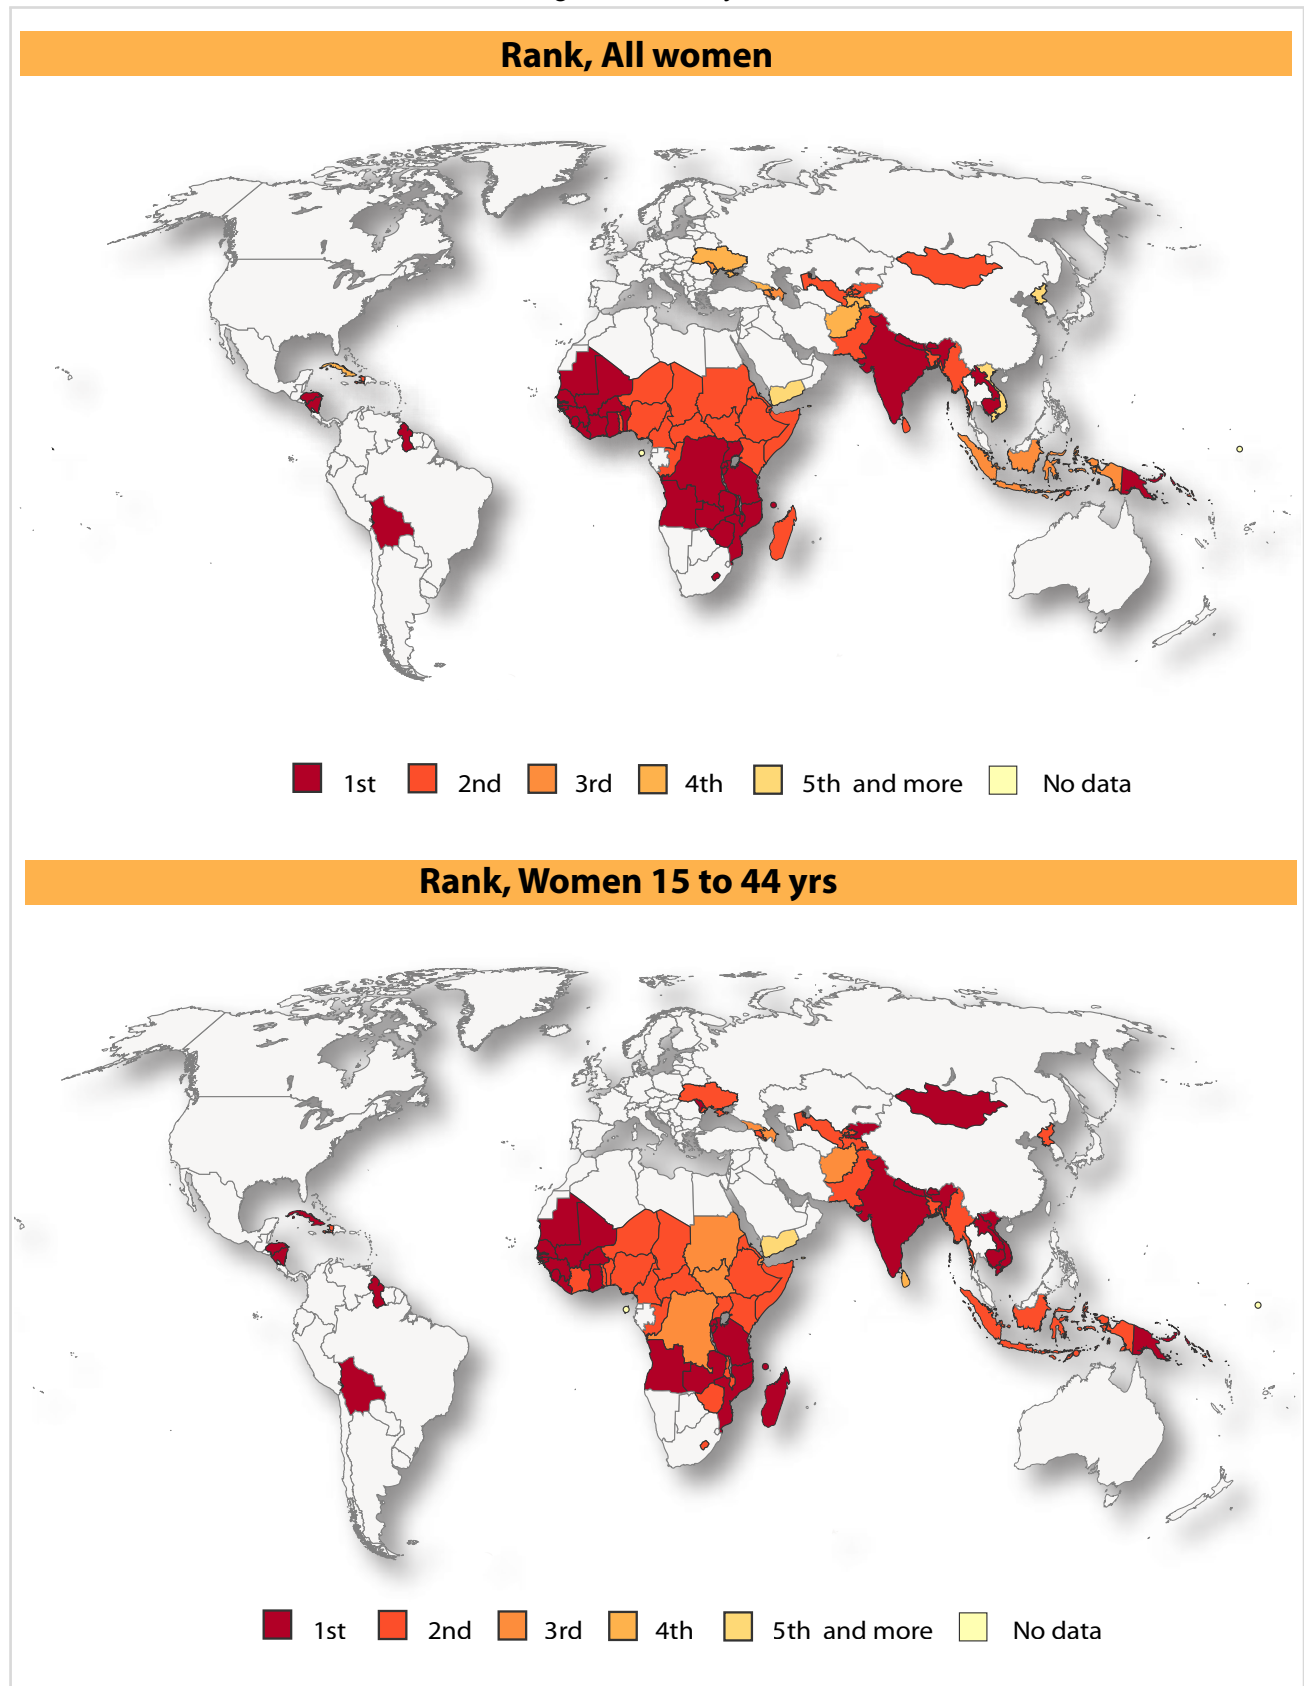 Rank, All women
1st 2nd 3rd 4th 5th and more No data
Rank, Women 15 to 44 yrs
1st 2nd 3rd 4th 5th and more No data